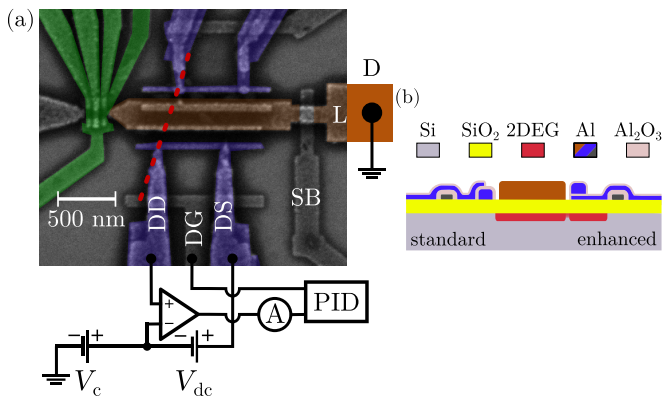 (a)
D
L
500 nm
DD
DG
DS
SB
+
−
A
PID
− +
− +
Vc
Vdc
(b)
Si SiO2 2DEG Al Al2O3
standard enhanced